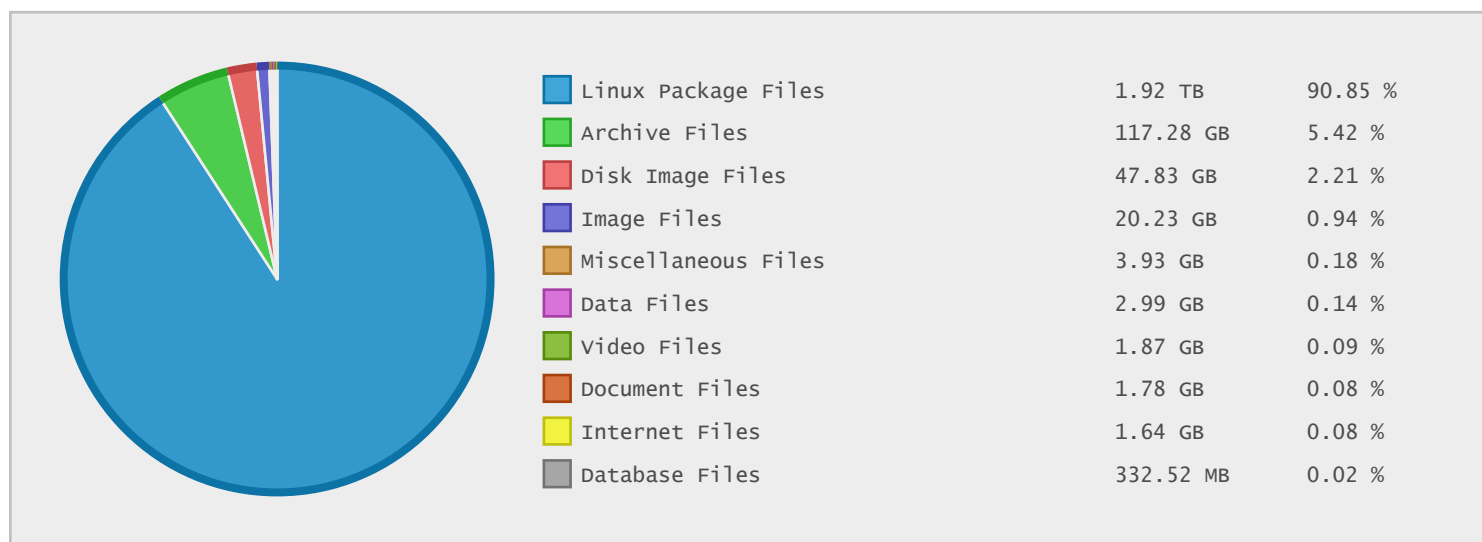 Linux Package Files 1.92 TB 90.85 %
Archive Files 117.28 GB 5.42 %
Disk Image Files 47.83 GB 2.21 %
Image Files 20.23 GB 0.94 %
Miscellaneous Files 3.93 GB 0.18 %
Data Files 2.99 GB 0.14 %
Video Files 1.87 GB 0.09 %
Document Files 1.78 GB 0.08 %
Internet Files 1.64 GB 0.08 %
Database Files 332.52 MB 0.02 %